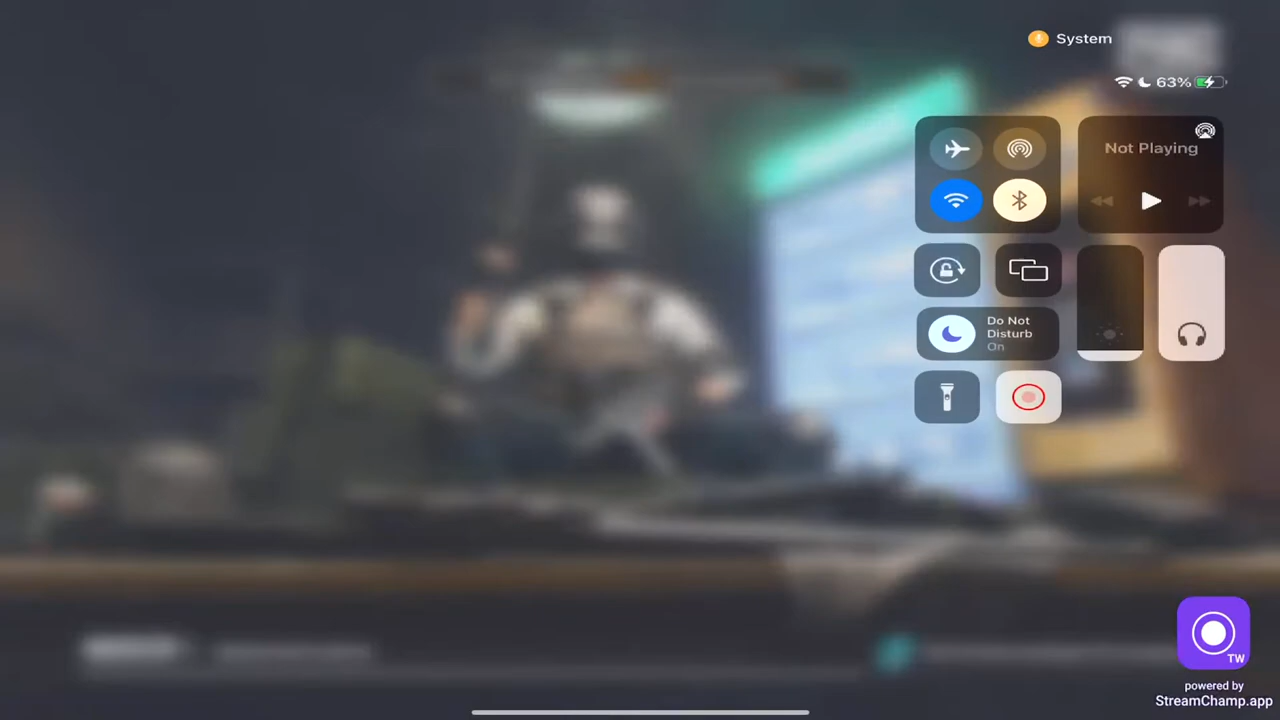 System
63%
Not Playing
Do Not
Disturb
On
TW
powered by
StreamChamp.app